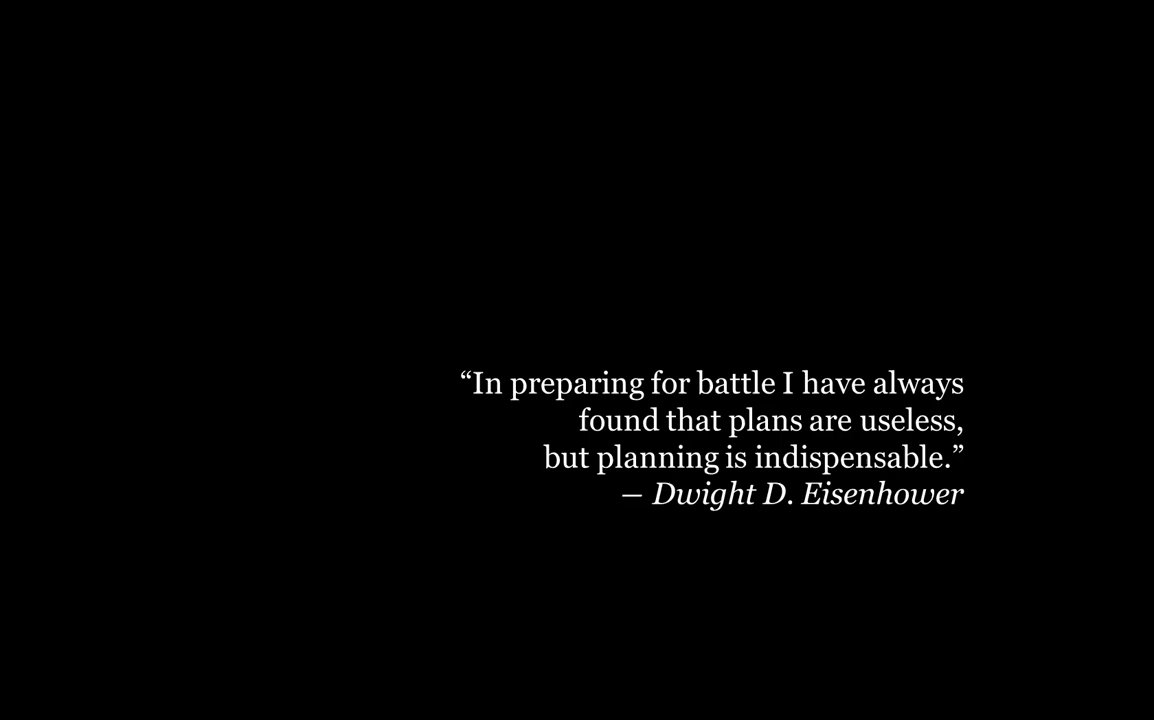 “In preparing for battle I have always
found that plans are useless,
but planning is indispensable.”
― Dwight D. Eisenhower